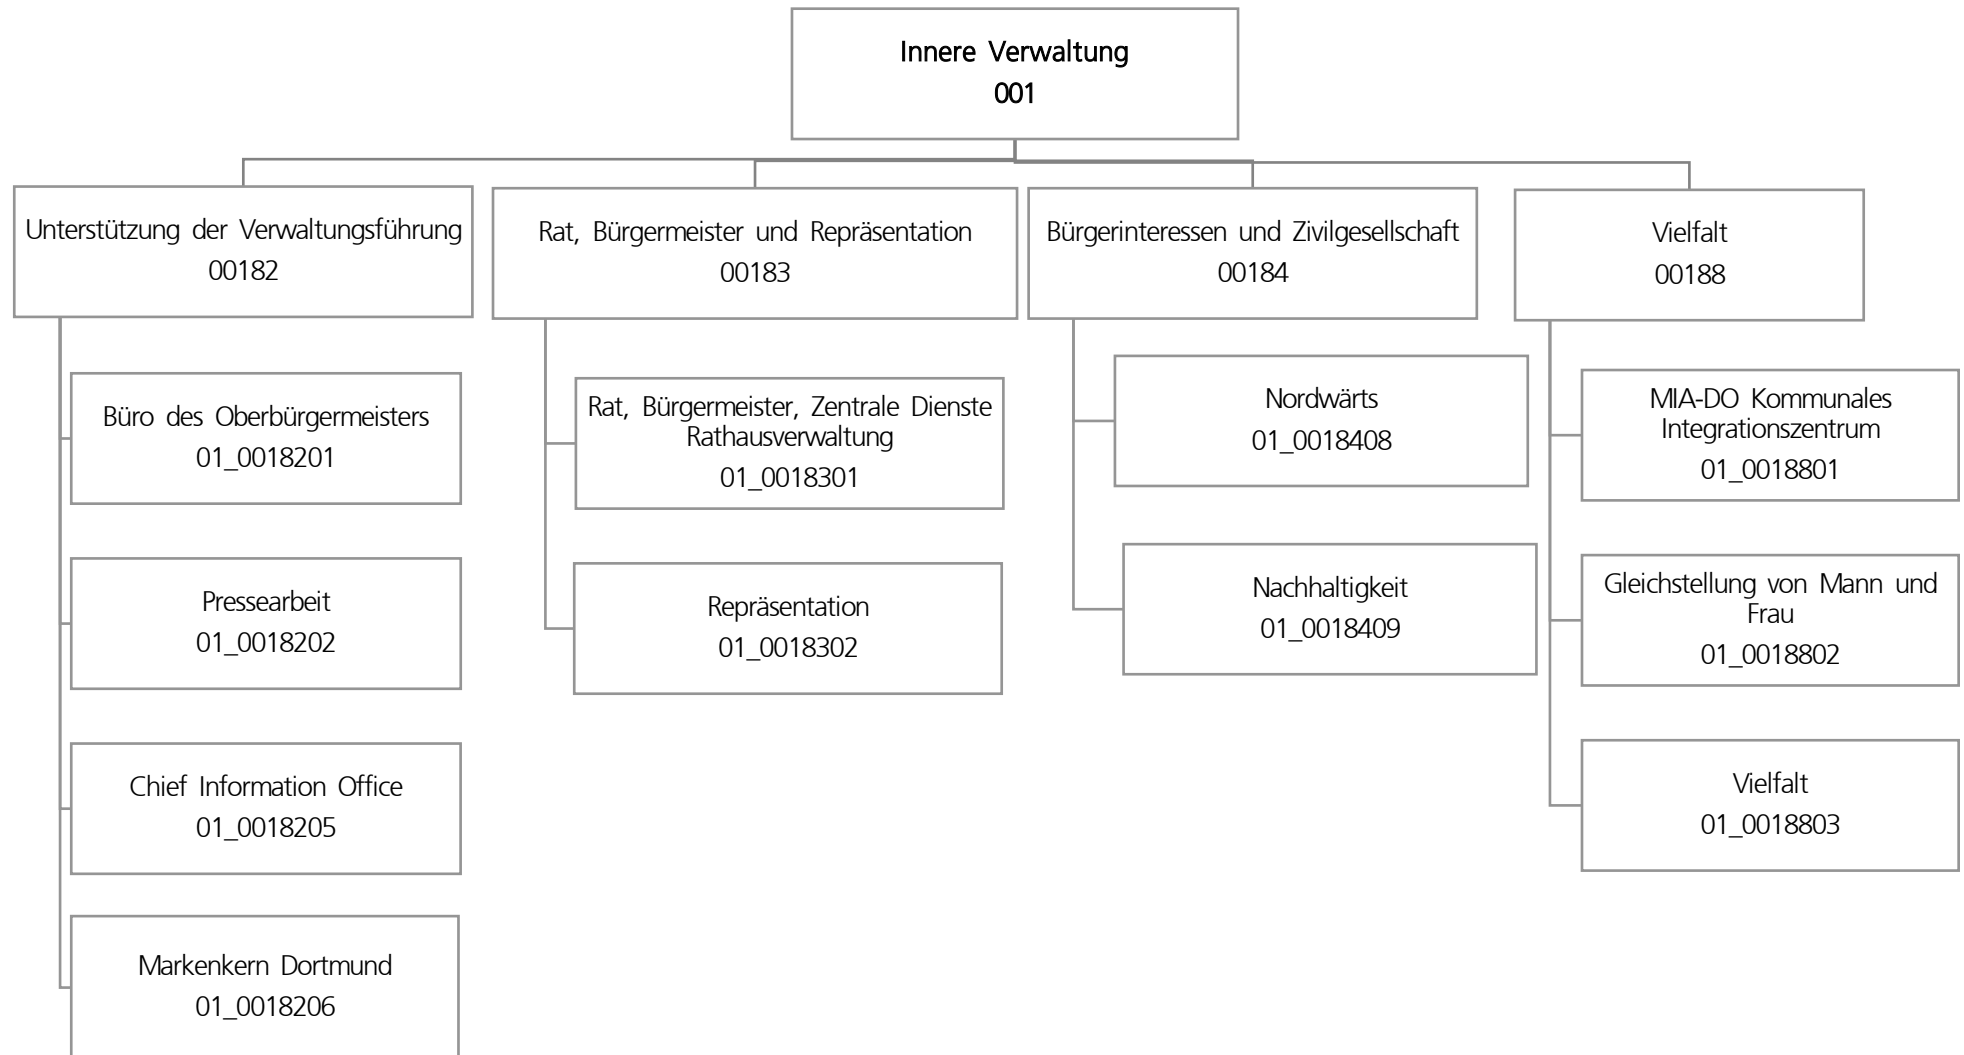 Innere Verwaltung
001
Unterstützung der Verwaltungsführung
00182
Büro des Oberbürgermeisters
01_0018201
Pressearbeit
01_0018202
Chief Information Office
01_0018205
Markenkern Dortmund
01_0018206
Rat, Bürgermeister und Repräsentation
00183
Rat, Bürgermeister, Zentrale Dienste
Rathausverwaltung
01_0018301
Repräsentation
01_0018302
Bürgerinteressen und Zivilgesellschaft
00184
Nordwärts
01_0018408
Nachhaltigkeit
01_0018409
Vielfalt
00188
MIA-DO Kommunales
Integrationszentrum
01_0018801
Gleichstellung von Mann und
Frau
01_0018802
Vielfalt
01_0018803